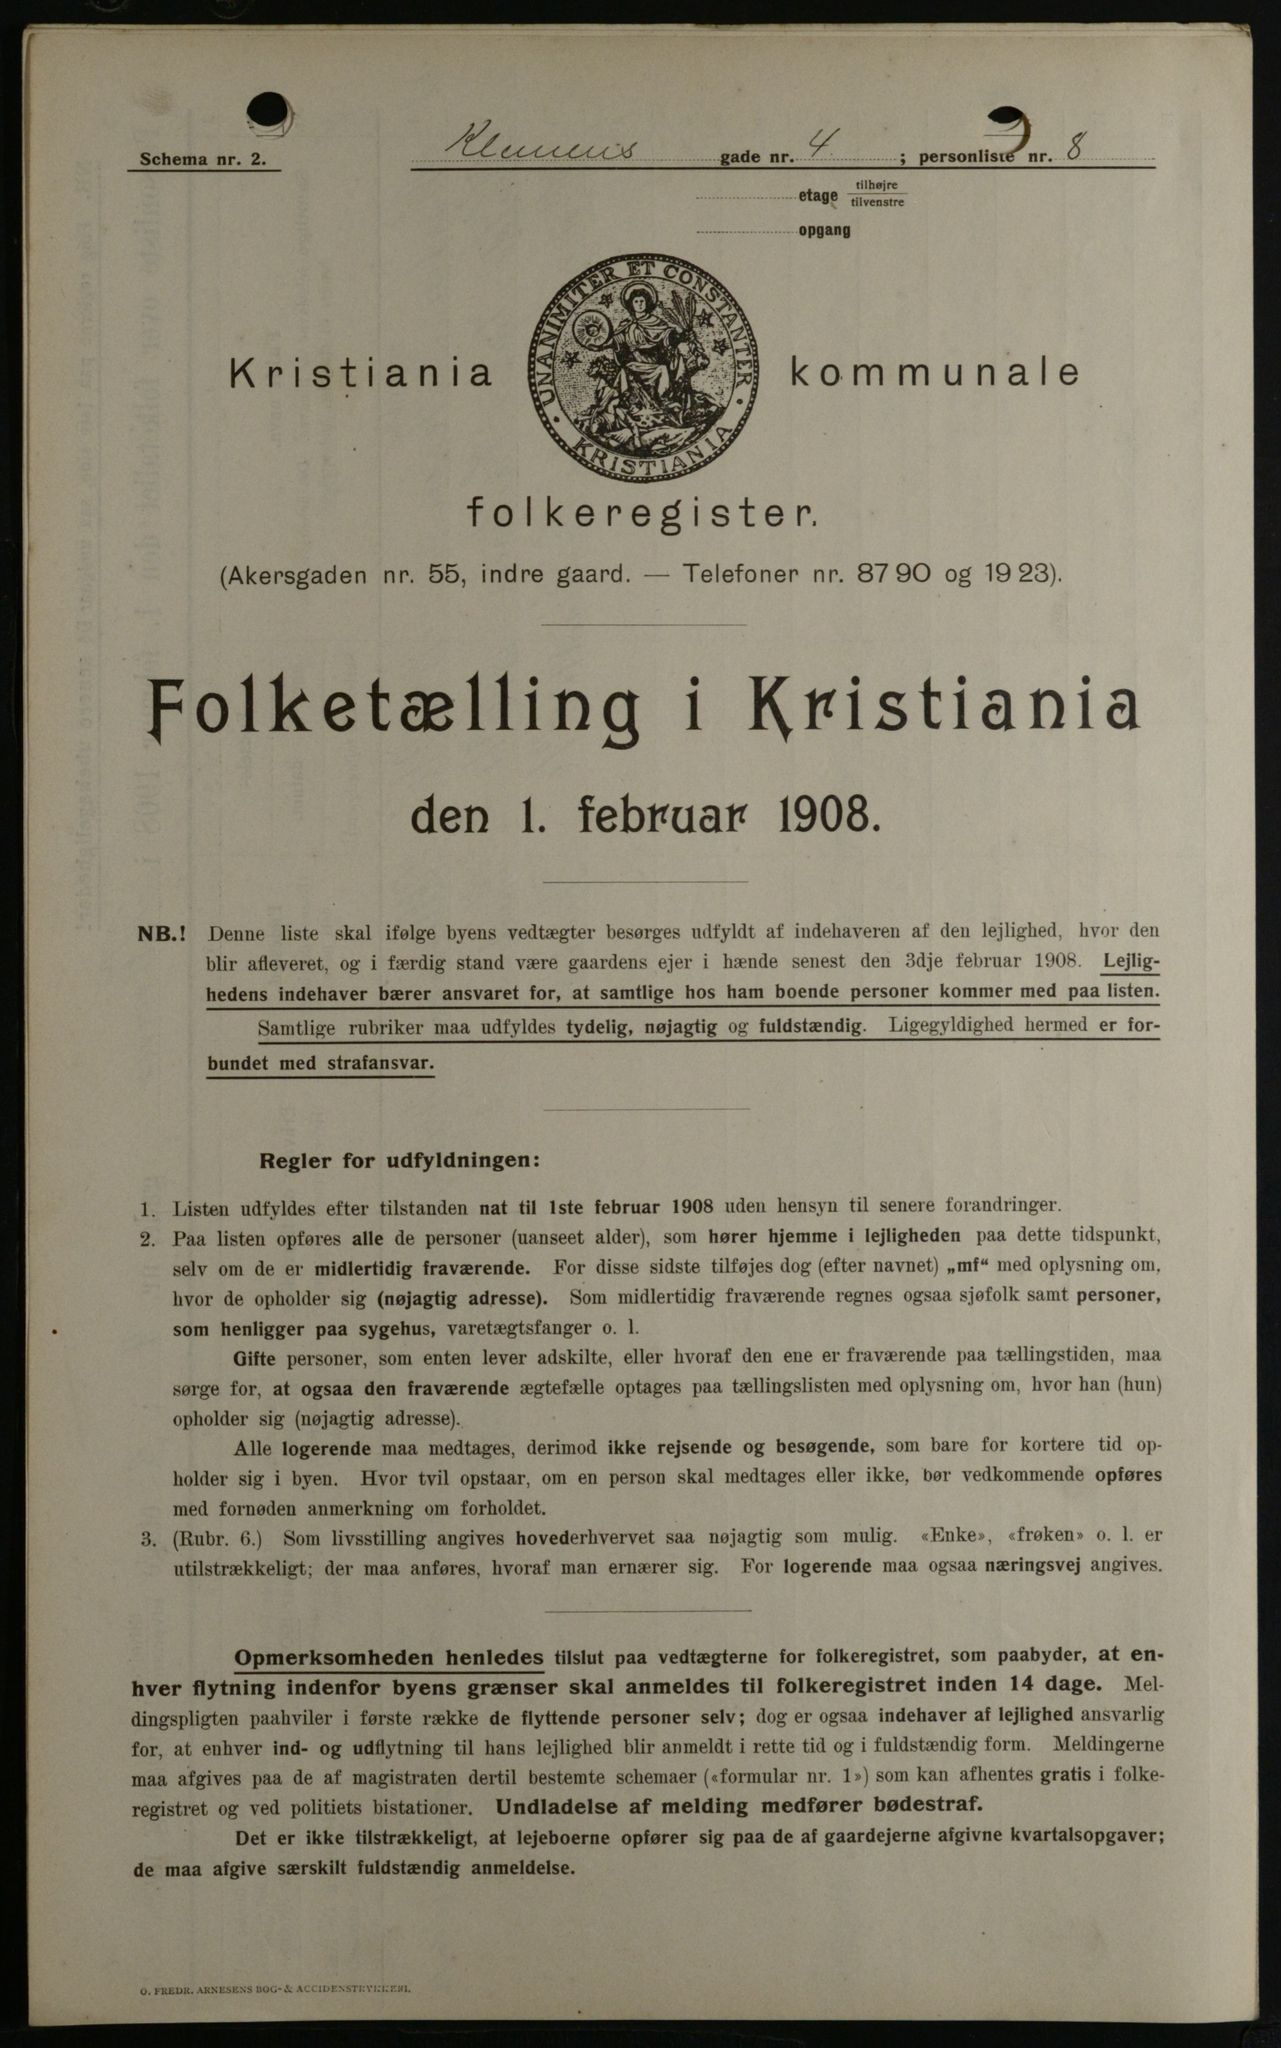 Schema nr. 2.
Klemens gade nr. 4 ; personliste nr. 8
etage tilhøjre
tilvenstre
opgang
UNANIMITER ET CONSTANTER
KRISTIANIA
Kristiania kommunale
folkeregister.
(Akersgaden nr. 55, indre gaard. — Telefoner nr. 87 90 og 19 23).
Folketælling i Kristiania
den 1. februar 1908.
NB.! Denne liste skal ifølge byens vedtægter besørges udfyldt af indehaveren af den lejlighed, hvor den
blir afleveret, og i færdig stand være gaardens ejer i hænde senest den 3dje februar 1908. Lejlig-
hedens indehaver bærer ansvaret for, at samtlige hos ham boende personer kommer med paa listen.
Samtlige rubriker maa udfyldes tydelig, nøjagtig og fuldstændig. Ligegyldighed hermed er for-
bundet med strafansvar.
Regler for udfyldningen:
1. Listen udfyldes efter tilstanden nat til 1ste februar 1908 uden hensyn til senere forandringer.
2. Paa listen opføres alle de personer (uanseet alder), som hører hjemme i lejligheden paa dette tidspunkt,
selv om de er midlertidig fraværende. For disse sidste tilføjes dog (efter navnet) „mf“ med oplysning om,
hvor de opholder sig (nøjagtig adresse). Som midlertidig fraværende regnes ogsaa sjøfolk samt personer,
som henligger paa sygehus, varetægtsfanger o. l.
Gifte personer, som enten lever adskilte, eller hvoraf den ene er fraværende paa tællingstiden, maa
sørge for, at ogsaa den fraværende ægtefælle optages paa tællingslisten med oplysning om, hvor han (hun)
opholder sig (nøjagtig adresse).
Alle logerende maa medtages, derimod ikke rejsende og besøgende, som bare for kortere tid op-
holder sig i byen. Hvor tvil opstaar, om en person skal medtages eller ikke, bør vedkommende opføres
med fornøden anmerkning om forholdet.
3. (Rubr. 6.) Som livsstilling angives hovederhvervet saa nøjagtig som mulig. «Enke», «frøken» o. l. er
utilstrækkeligt; der maa anføres, hvoraf man ernærer sig. For logerende maa ogsaa næringsvej angives.
Opmerksomheden henledes tilslut paa vedtægterne for folkeregistret, som paabyder, at en-
hver flytning indenfor byens grænser skal anmeldes til folkeregistret inden 14 dage. Mel-
dingspligten paahviler i første række de flyttende personer selv; dog er ogsaa indehaver af lejlighed ansvarlig
for, at enhver ind- og udflytning til hans lejlighed blir anmeldt i rette tid og i fuldstændig form. Meldingerne
maa afgives paa de af magistraten dertil bestemte schemaer («formular nr. 1») som kan afhentes gratis i folke-
registret og ved politiets bistationer. Undladelse af melding medfører bødestraf.
Det er ikke tilstrækkeligt, at lejeboerne opfører sig paa de af gaardejerne afgivne kvartalsopgaver;
de maa afgive særskilt fuldstændig anmeldelse.
O. FREDR. ARNESENS BOG- & ACCIDENSTRYKKERI.